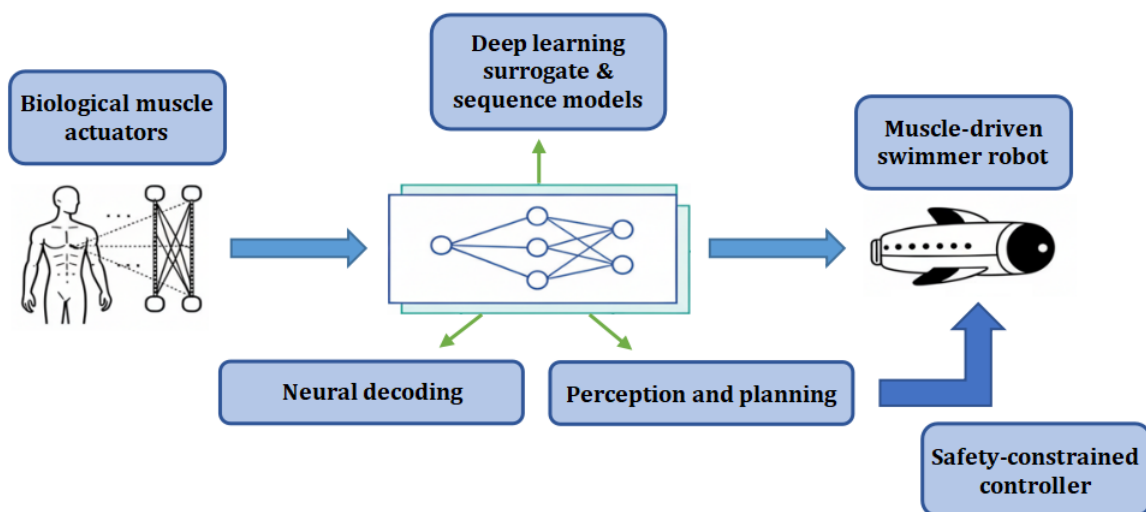 Deep learning
surrogate &
sequence models
Biological muscle
actuators
Muscle-driven
swimmer robot
Neural decoding
Perception and planning
Safety-constrained
controller